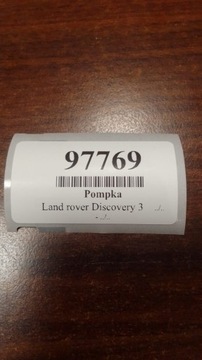 97769
Pompka
Land rover Discovery 3 ../..
- ../..